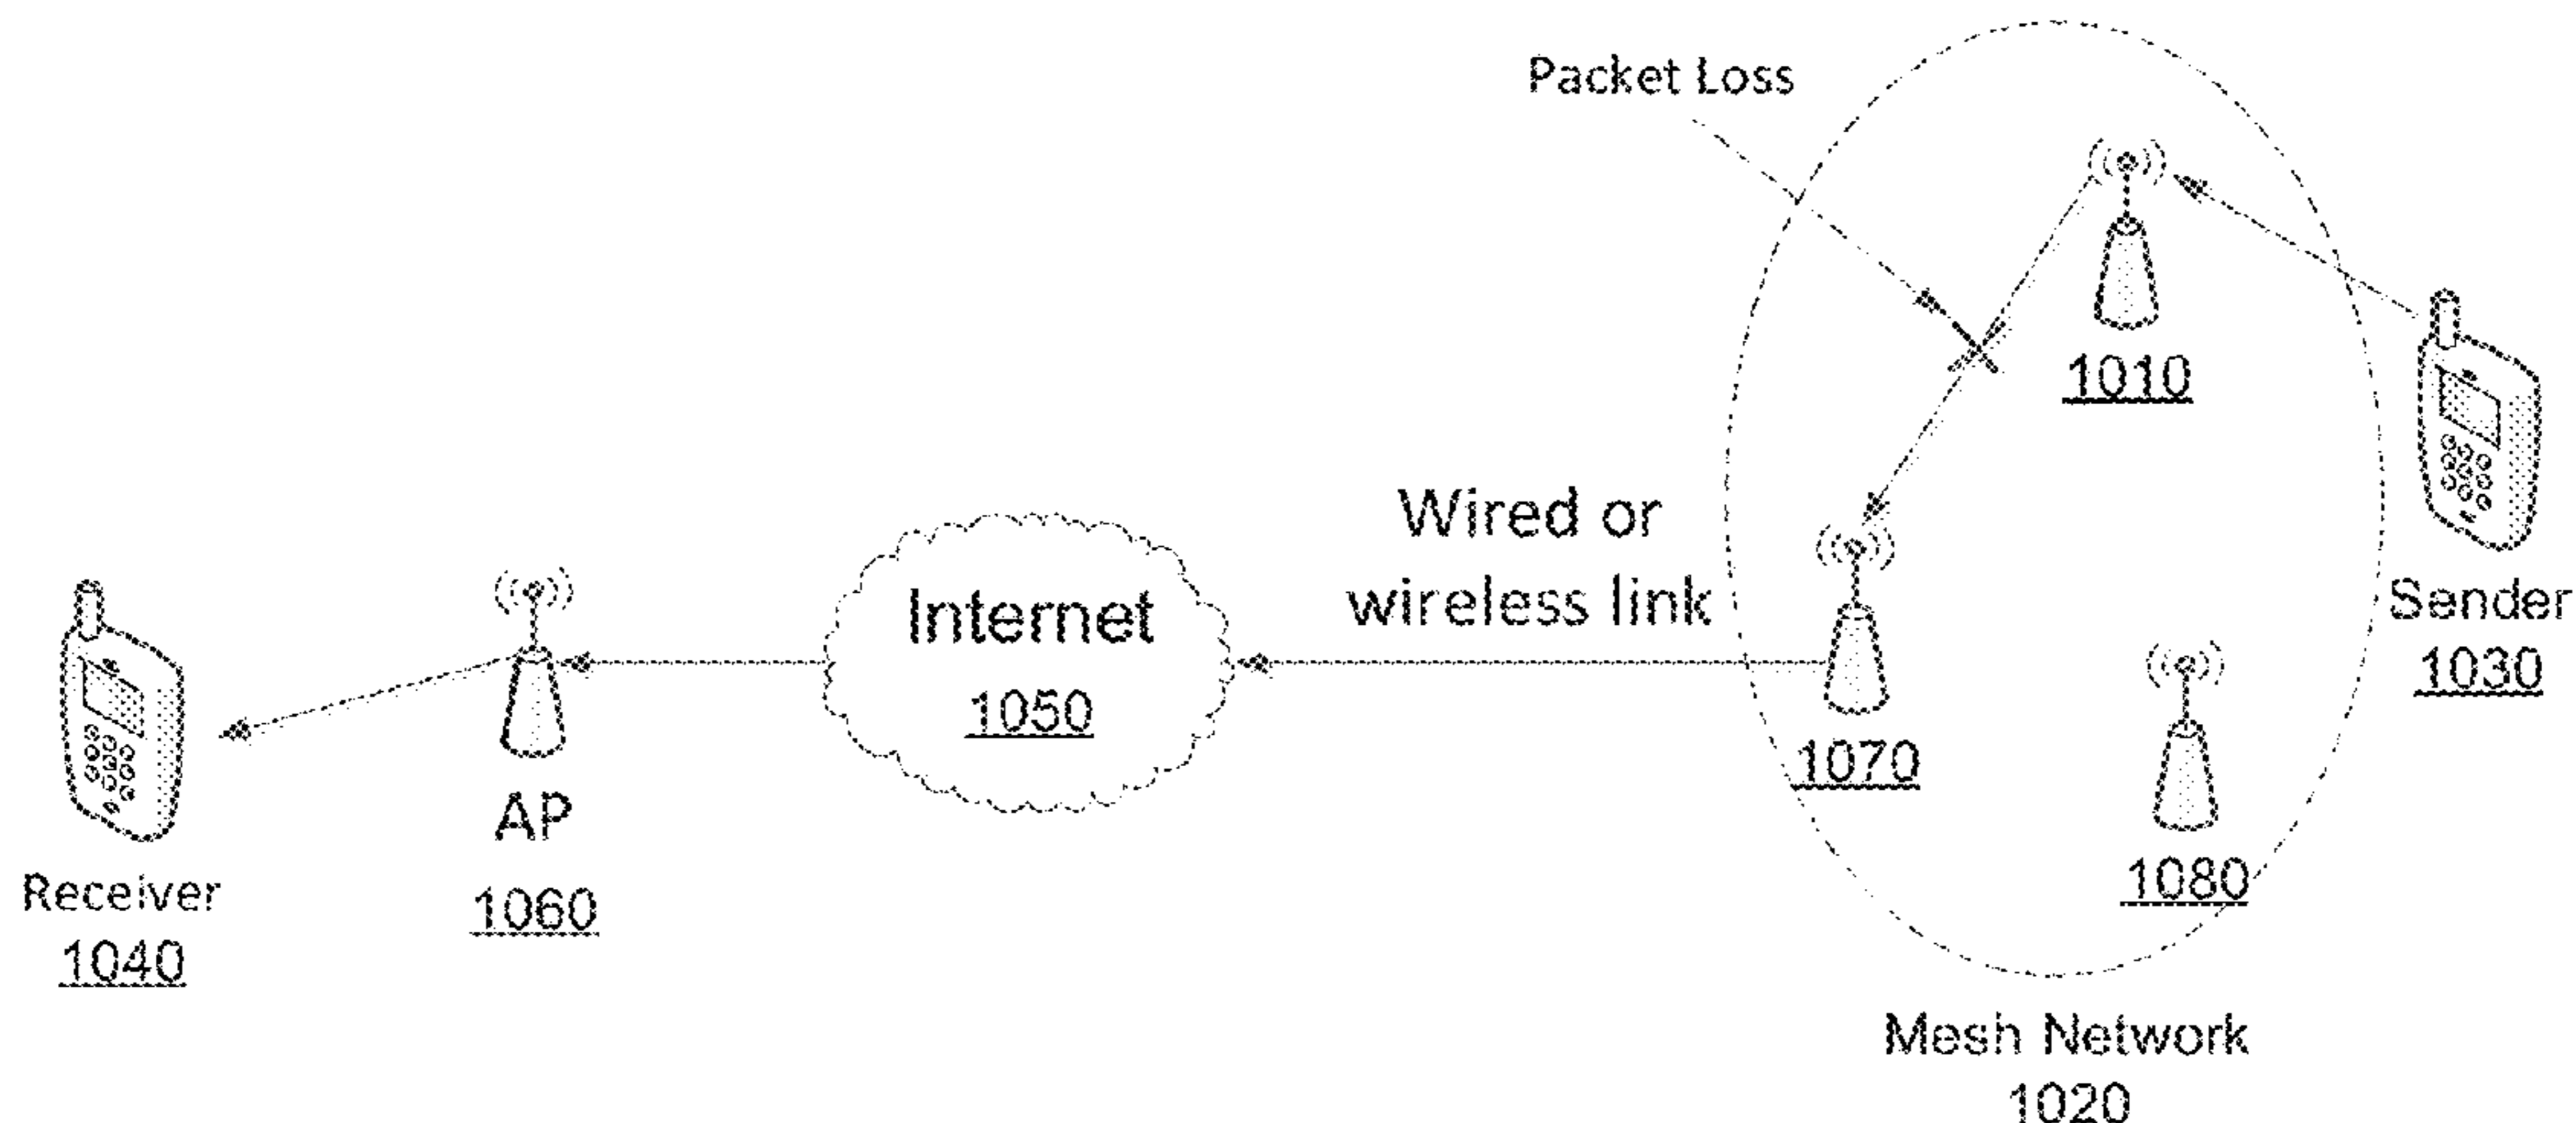 Packet Loss
1010
Wired or
wireless link
Internet
1050
Sender
1030
1070
1080
AP
1060
Receiver
1040
Mesh Network
1020